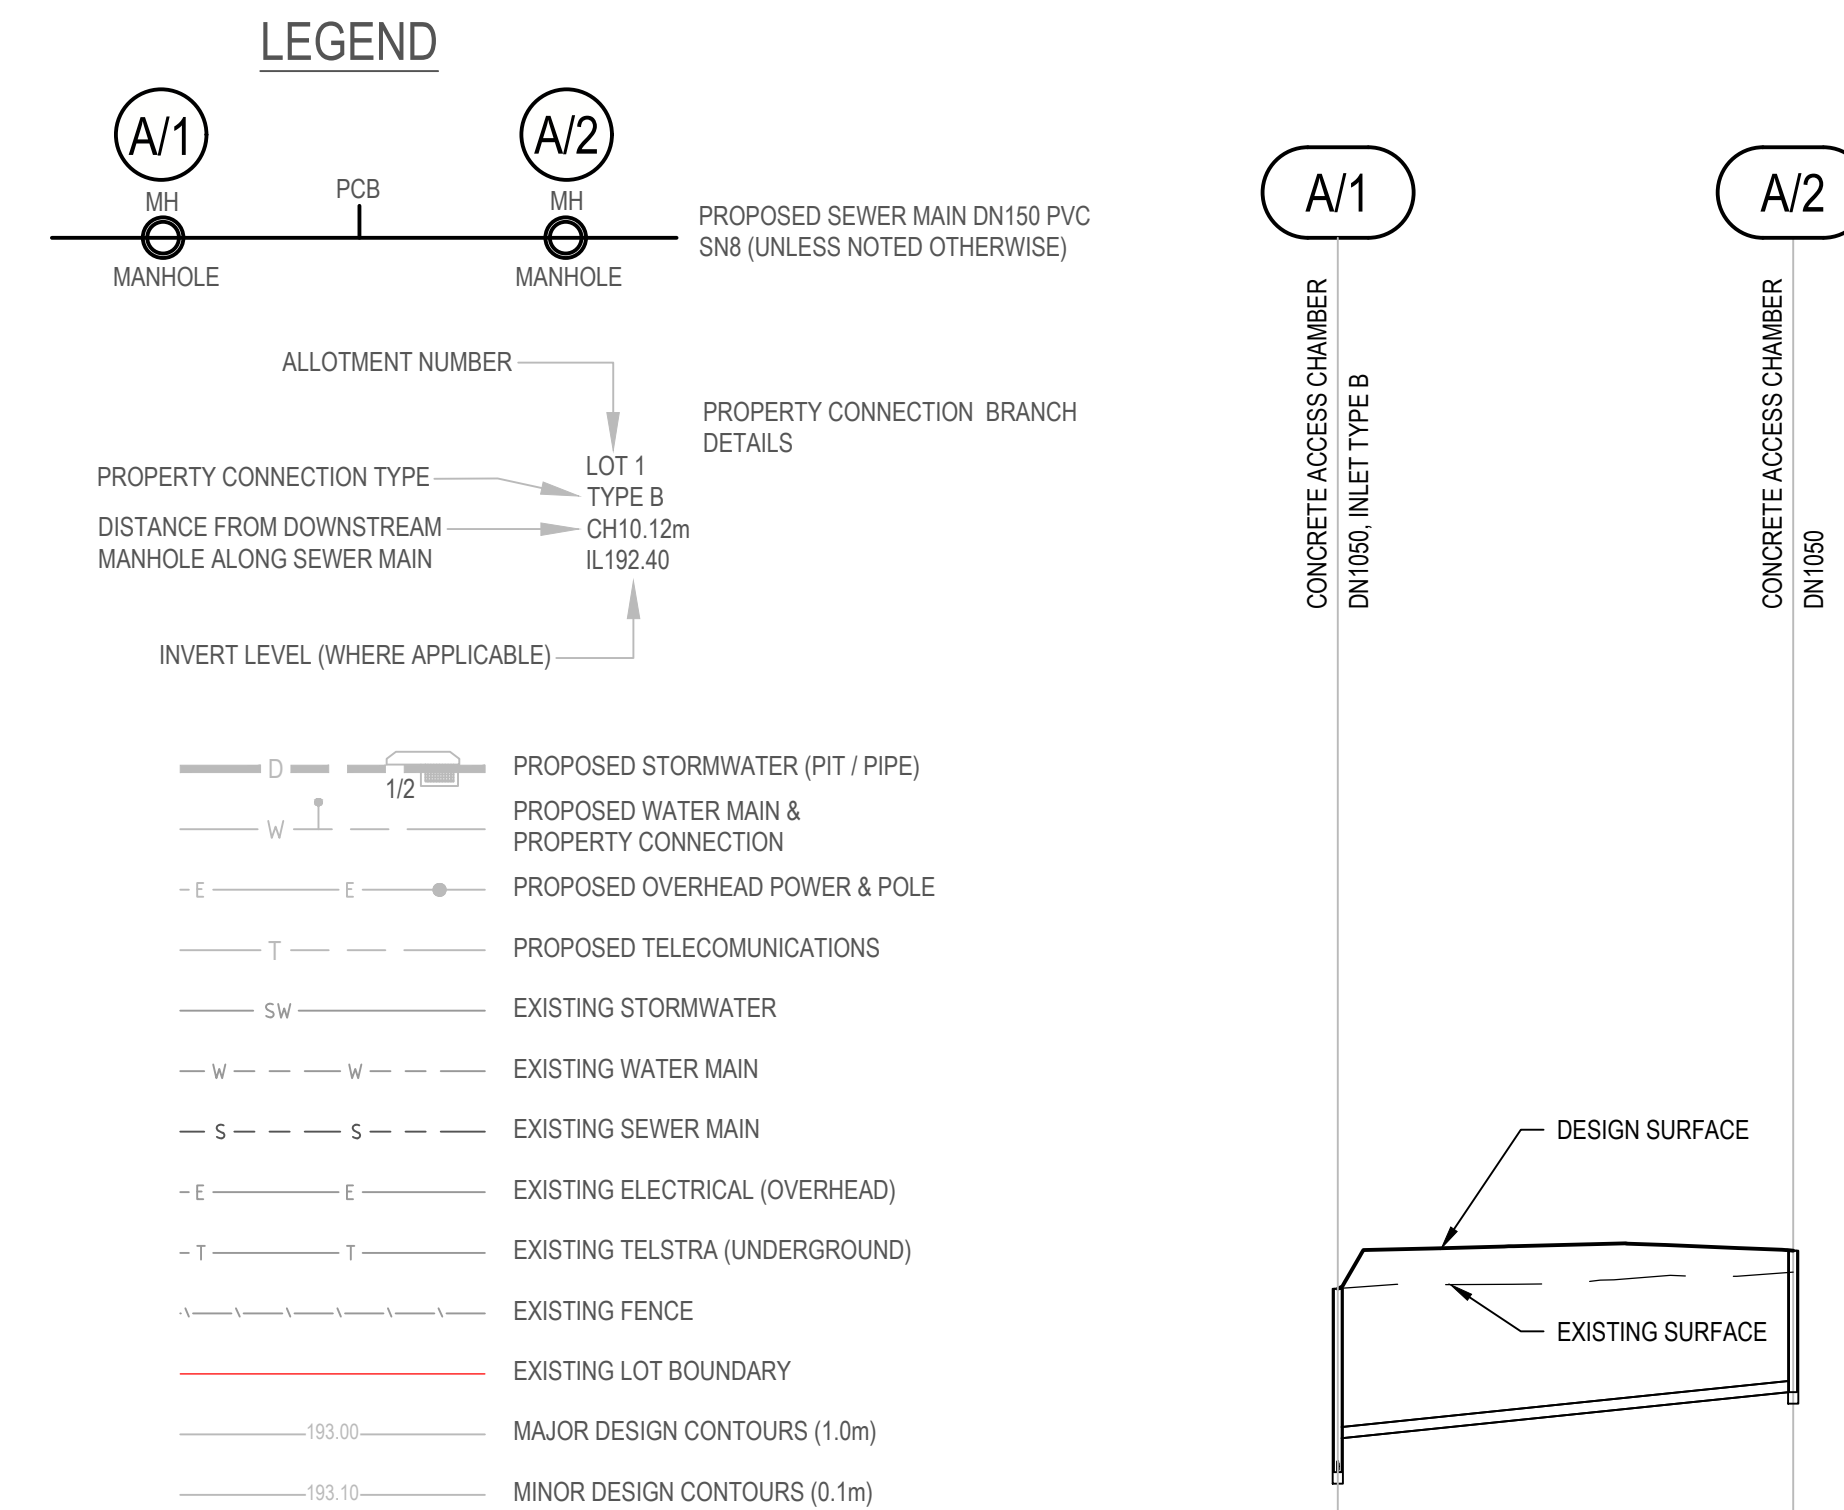 LEGEND
A/1
A/2
MH
PCB
MH
MANHOLE
MANHOLE
PROPOSED SEWER MAIN DN150 PVC
SN8 (UNLESS NOTED OTHERWISE)
ALLOTMENT NUMBER
PROPERTY CONNECTION BRANCH
DETAILS
PROPERTY CONNECTION TYPE
DISTANCE FROM DOWNSTREAM
MANHOLE ALONG SEWER MAIN
LOT 1
TYPE B
CH10.12m
IL192.40
INVERT LEVEL (WHERE APPLICABLE)
D
1/2
PROPOSED STORMWATER (PIT / PIPE)
W
PROPOSED WATER MAIN &
PROPERTY CONNECTION
E E
PROPOSED OVERHEAD POWER & POLE
T
PROPOSED TELECOMUNICATIONS
SW
EXISTING STORMWATER
W W
EXISTING WATER MAIN
S S
EXISTING SEWER MAIN
E E
EXISTING ELECTRICAL (OVERHEAD)
T T
EXISTING TELSTRA (UNDERGROUND)
EXISTING FENCE
EXISTING LOT BOUNDARY
193.00
MAJOR DESIGN CONTOURS (1.0m)
193.10
MINOR DESIGN CONTOURS (0.1m)
A/1
A/2
CONCRETE ACCESS CHAMBER
DN1050, INLET TYPE B
CONCRETE ACCESS CHAMBER
DN1050
DESIGN SURFACE
EXISTING SURFACE